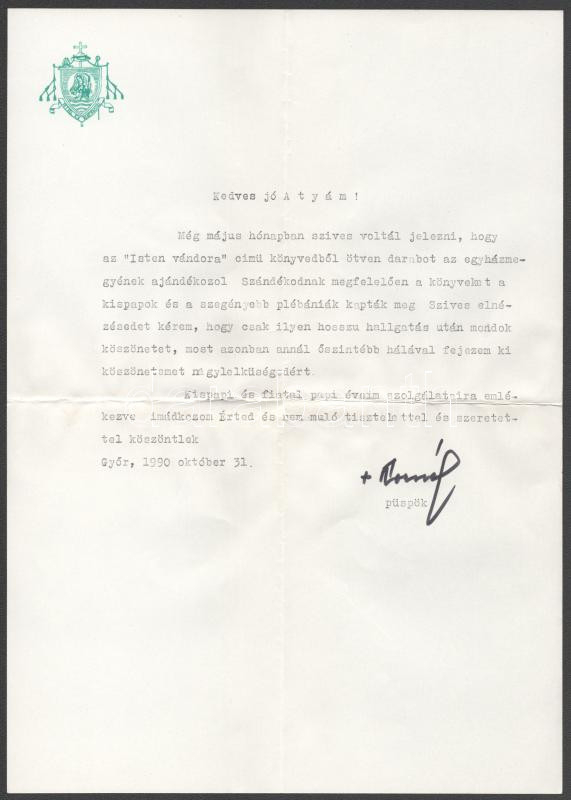 Kedves jó A t y á m !
Még május hónapban szives voltál jelezni, hogy
az "Isten vándora" cimü könyvedből ötven darabot az egyházme-
gyének ajándékozol Szándékodnak megfelelően a könyveket a
kispapok és a szegényebb plébániák kapták meg Szives elné-
zésedet kérem, hogy csak ilyen hosszu hallgatás után mondok
köszönetet, most azonban annál őszintébb hálával fejezem ki
köszönetemet nagylelküségedért.
Kispapi és fiatal papi éveim szolgálataira emlé-
kezve imádkozom Érted és nem muló tisztelettel és szeretet-
tel köszöntlek
Győr, 1990 október 31.
+ Kornél
püspök